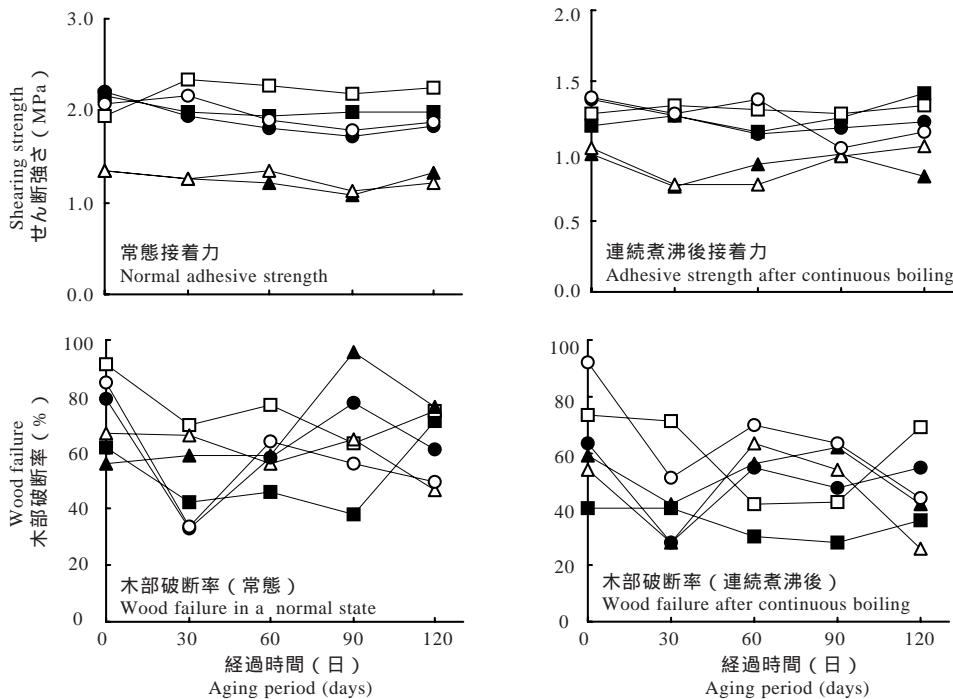 3.0
2.0
1.0
0.0
Shearing strength
せん断強さ（MPa）
常態接着力
Normal adhesive strength
2.0
1.5
1.0
0.5
2.0
1.0
連続煮沸後接着力
Adhesive strength after continuous boiling
100
80
60
40
20
0
Wood failure
木部破断率（%）
木部破断率（常態）
Wood failure in a normal state
0 30 60 90 120
経過時間（日）
Aging period (days)
100
80
60
40
20
0
木部破断率（連続煮沸後）
Wood failure after continuous boiling
0 30 60 90 120
経過時間（日）
Aging period (days)